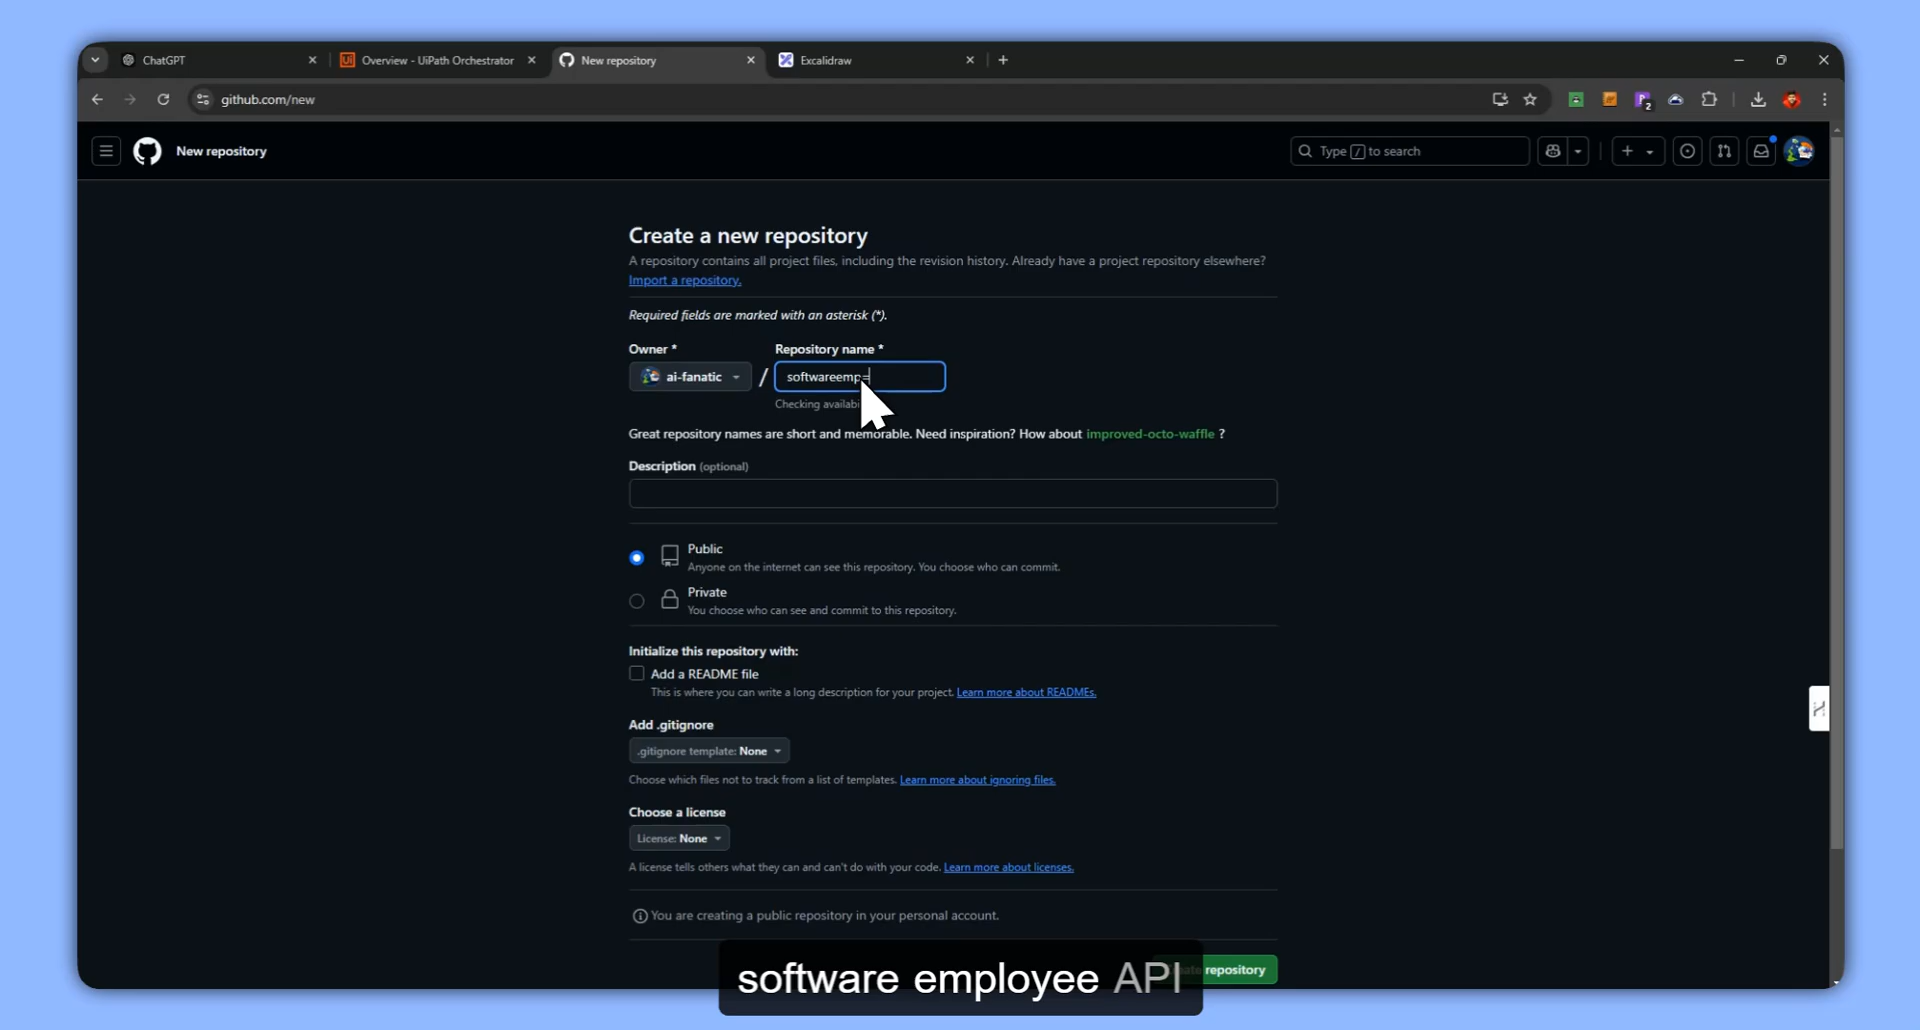 ChatGPT
Overview - UiPath Orchestrator
New repository
Excalidraw
github.com/new
2
New repository
Type / to search
Create a new repository
A repository contains all project files, including the revision history. Already have a project repository elsewhere?
Import a repository.
Required fields are marked with an asterisk (*).
Owner * Repository name *
ai-fanatic / softwareemp=
Checking
Great repository names are short and memorable. Need inspiration? How about improved-octo-waffle ?
Description (optional)
Public
Anyone on the internet can see this repository. You choose who can commit.
Private
You choose who can see and commit to this repository.
Initialize this repository with:
Add a README file
This is where you can write a long description for your project. Learn more about READMEs.
Add .gitignore
.gitignore template: None
Choose which files not to track from a list of templates. Learn more about ignoring files.
Choose a license
License: None
A license tells others what they can and can't do with your code. Learn more about licenses.
You are creating a public repository in your personal account.
repository
software employee API